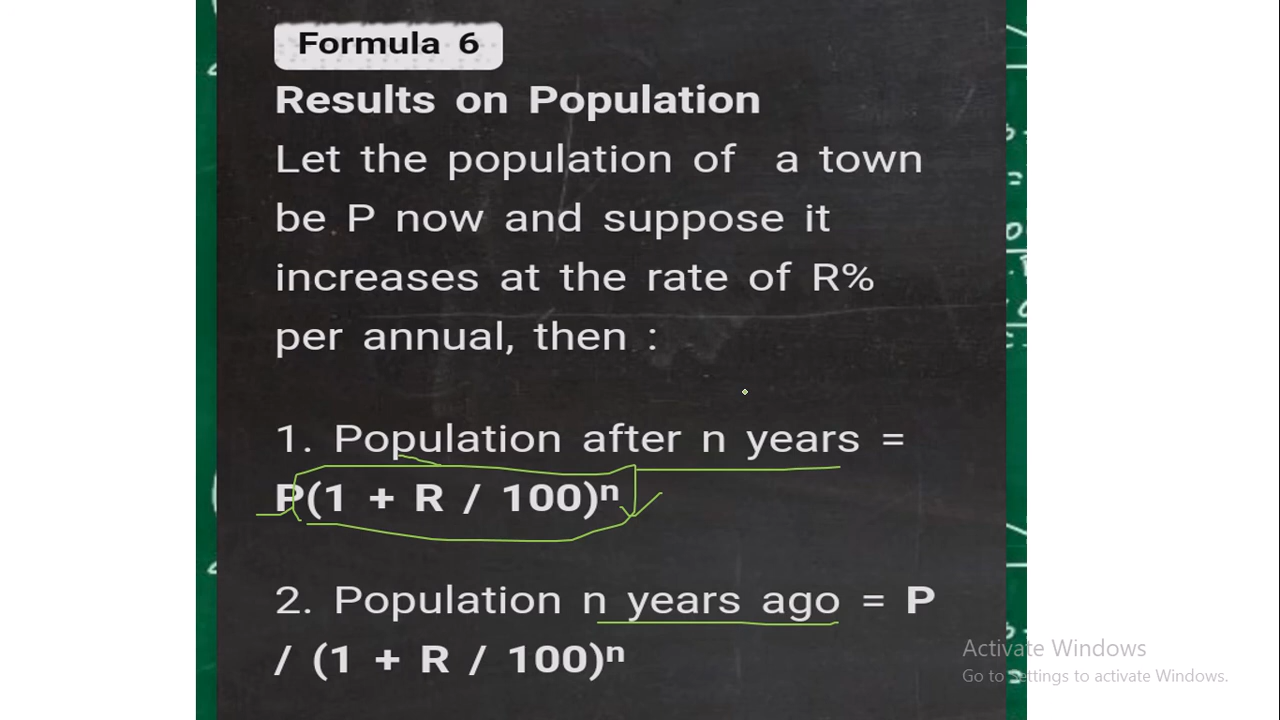 Formula 6
Results on Population
Let the population of a town
be P now and suppose it
increases at the rate of R%
per annual, then :
1. Population after n years =
P(1 + R / 100)ⁿ
2. Population n years ago = P
/ (1 + R / 100)ⁿ
Activate Windows
Go to Settings to activate Windows.